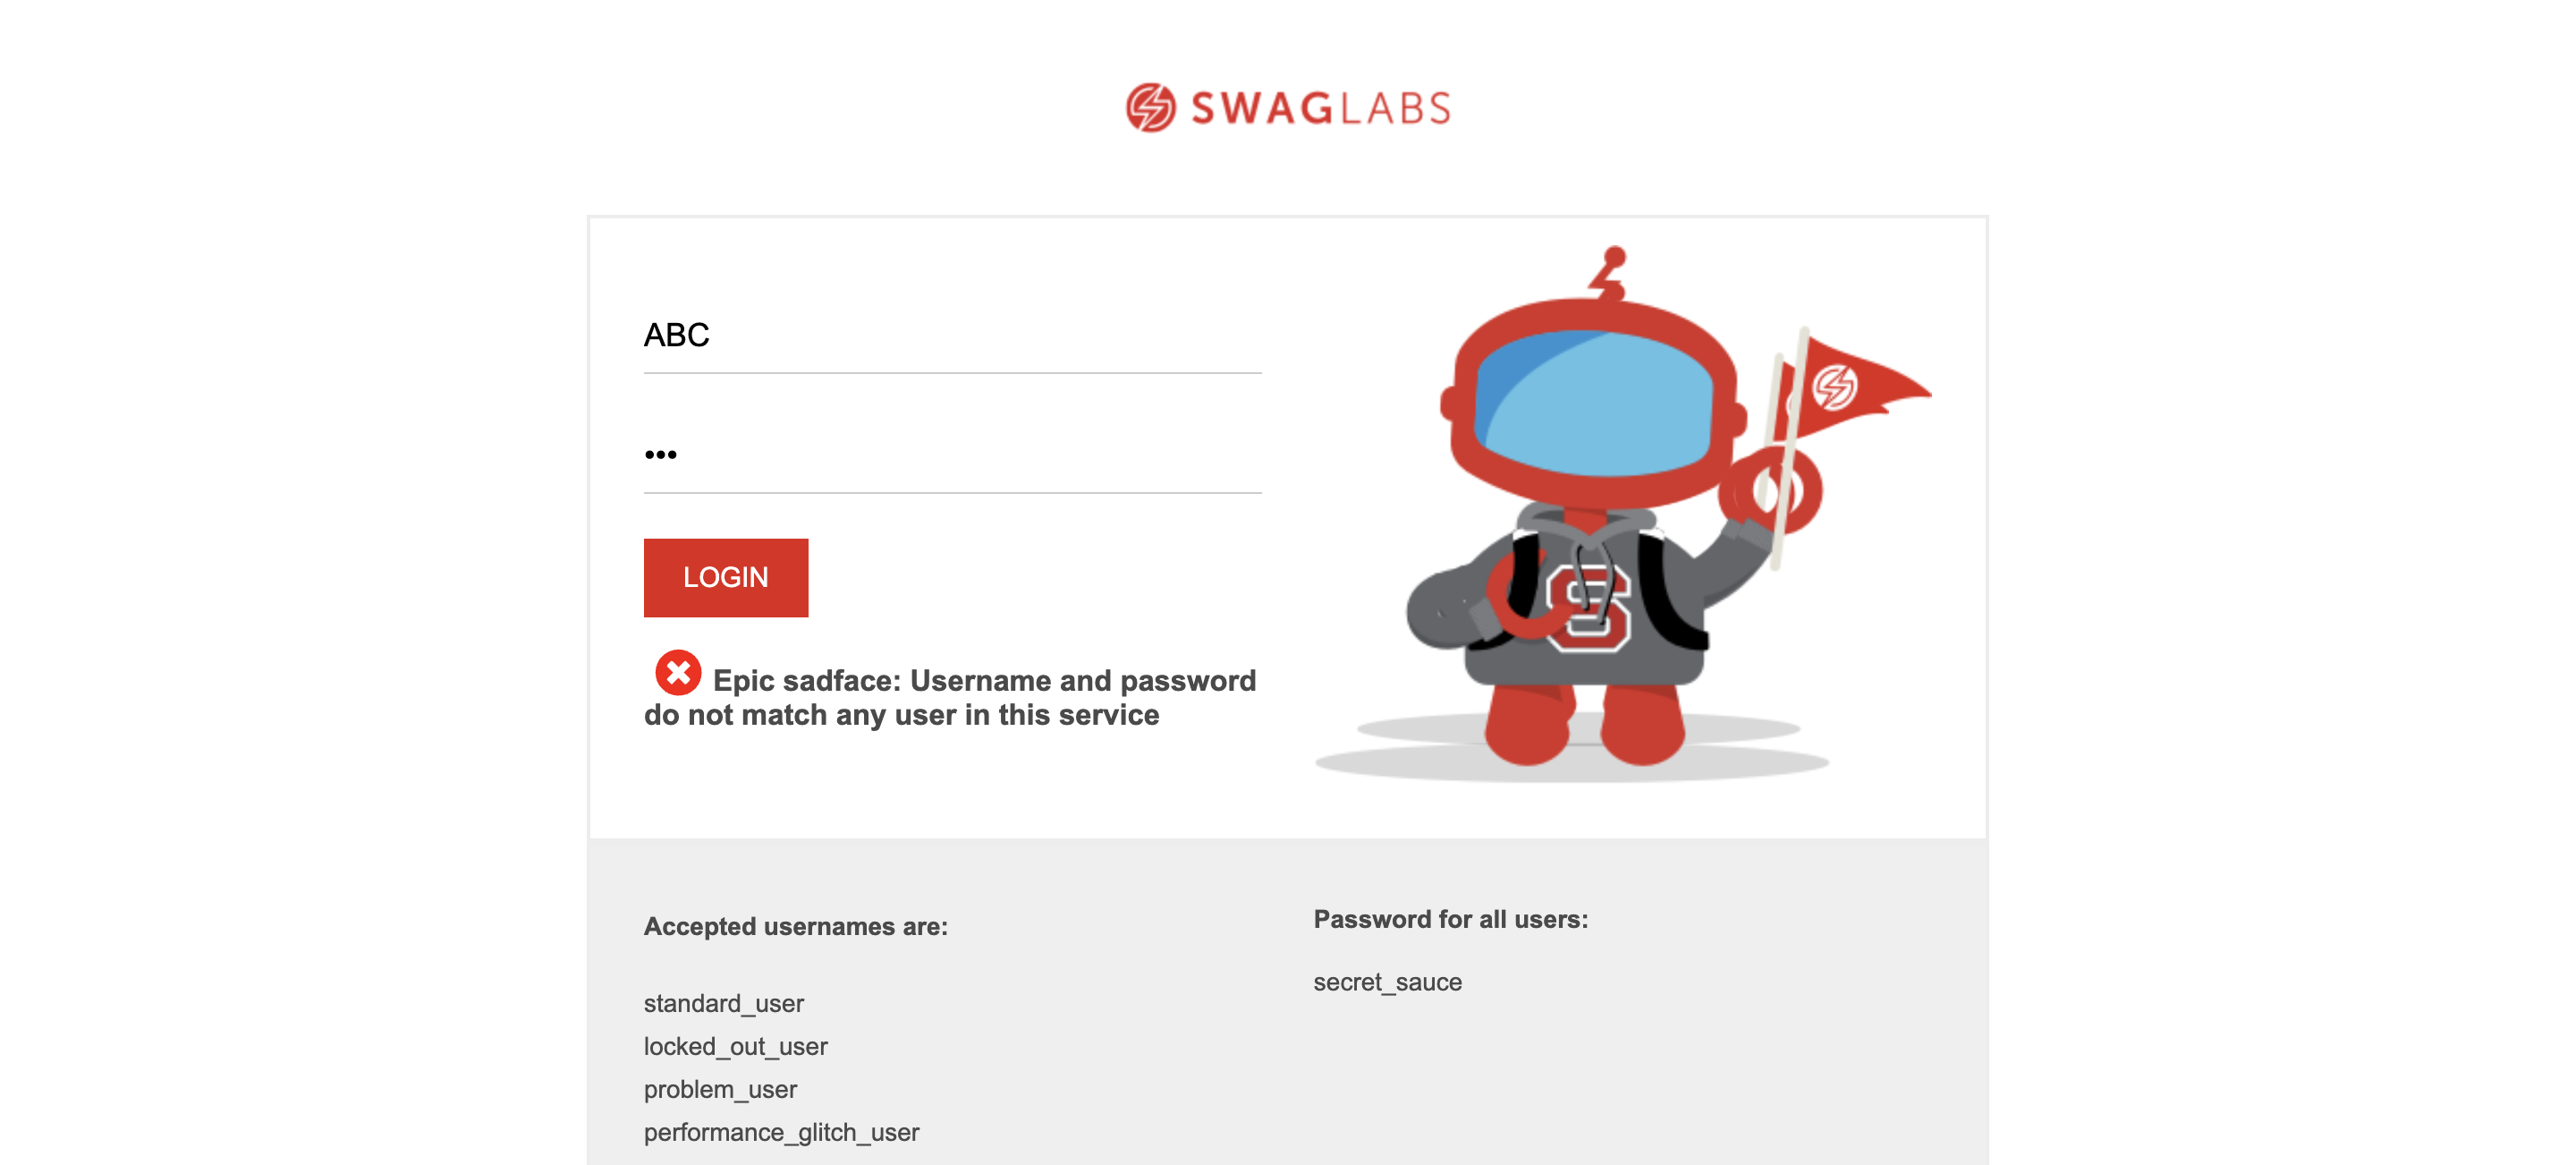 SWAGLABS
ABC
•••
LOGIN
Epic sadface: Username and password
do not match any user in this service
Accepted usernames are:
standard_user
locked_out_user
problem_user
performance_glitch_user
Password for all users:
secret_sauce
S